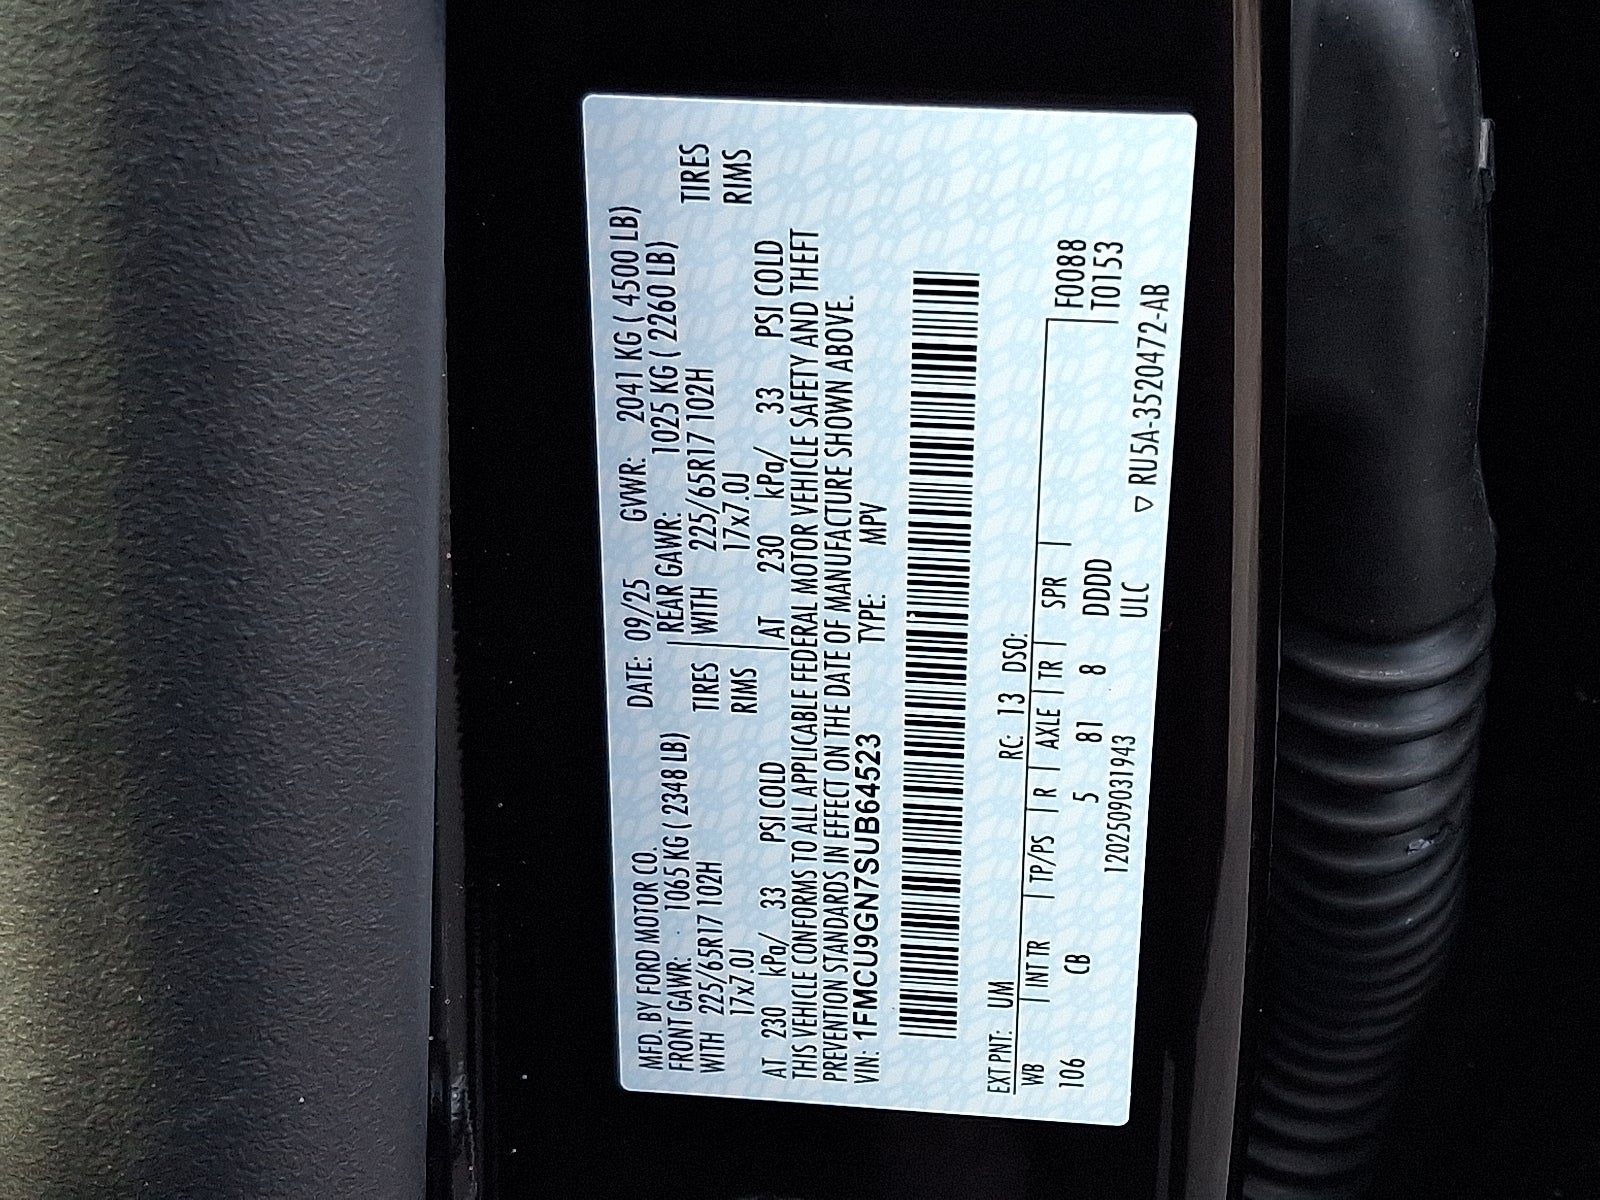 MFD. BY FORD MOTOR CO. DATE: 09/25 GVWR: 2041 KG ( 4500 LB)
FRONT GAWR: 1065 KG ( 2348 LB) REAR GAWR: 1025 KG ( 2260 LB)
WITH 225/65R17 102H TIRES WITH 225/65R17 102H TIRES
17x7.0J RIMS 17x7.0J RIMS
AT 230 kPa/ 33 PSI COLD AT 230 kPa/ 33 PSI COLD
THIS VEHICLE CONFORMS TO ALL APPLICABLE FEDERAL MOTOR VEHICLE SAFETY AND THEFT
PREVENTION STANDARDS IN EFFECT ON THE DATE OF MANUFACTURE SHOWN ABOVE.
VIN: 1FMCU9GN7SUB64523 TYPE: MPV
EXT PNT: UM RC: 13 DSO:
WB INT TR TP/PS R AXLE TR SPR F0088
106 CB 5 81 8 DDDD T0153
1202509031943 ULC
▽ RU5A-3520472-AB